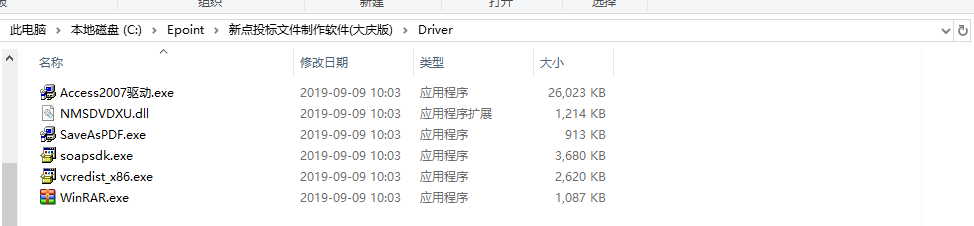 组织 新建 打开 选择
此电脑 本地磁盘 (C:) Epoint 新点投标文件制作软件(大庆版) Driver
名称 修改日期 类型 大小
Access2007驱动.exe 2019-09-09 10:03 应用程序 26,023 KB
NMSDVDXU.dll 2019-09-09 10:03 应用程序扩展 1,214 KB
SaveAsPDF.exe 2019-09-09 10:03 应用程序 913 KB
soapsdk.exe 2019-09-09 10:03 应用程序 3,680 KB
vcredist_x86.exe 2019-09-09 10:03 应用程序 2,620 KB
WinRAR.exe 2019-09-09 10:03 应用程序 1,087 KB